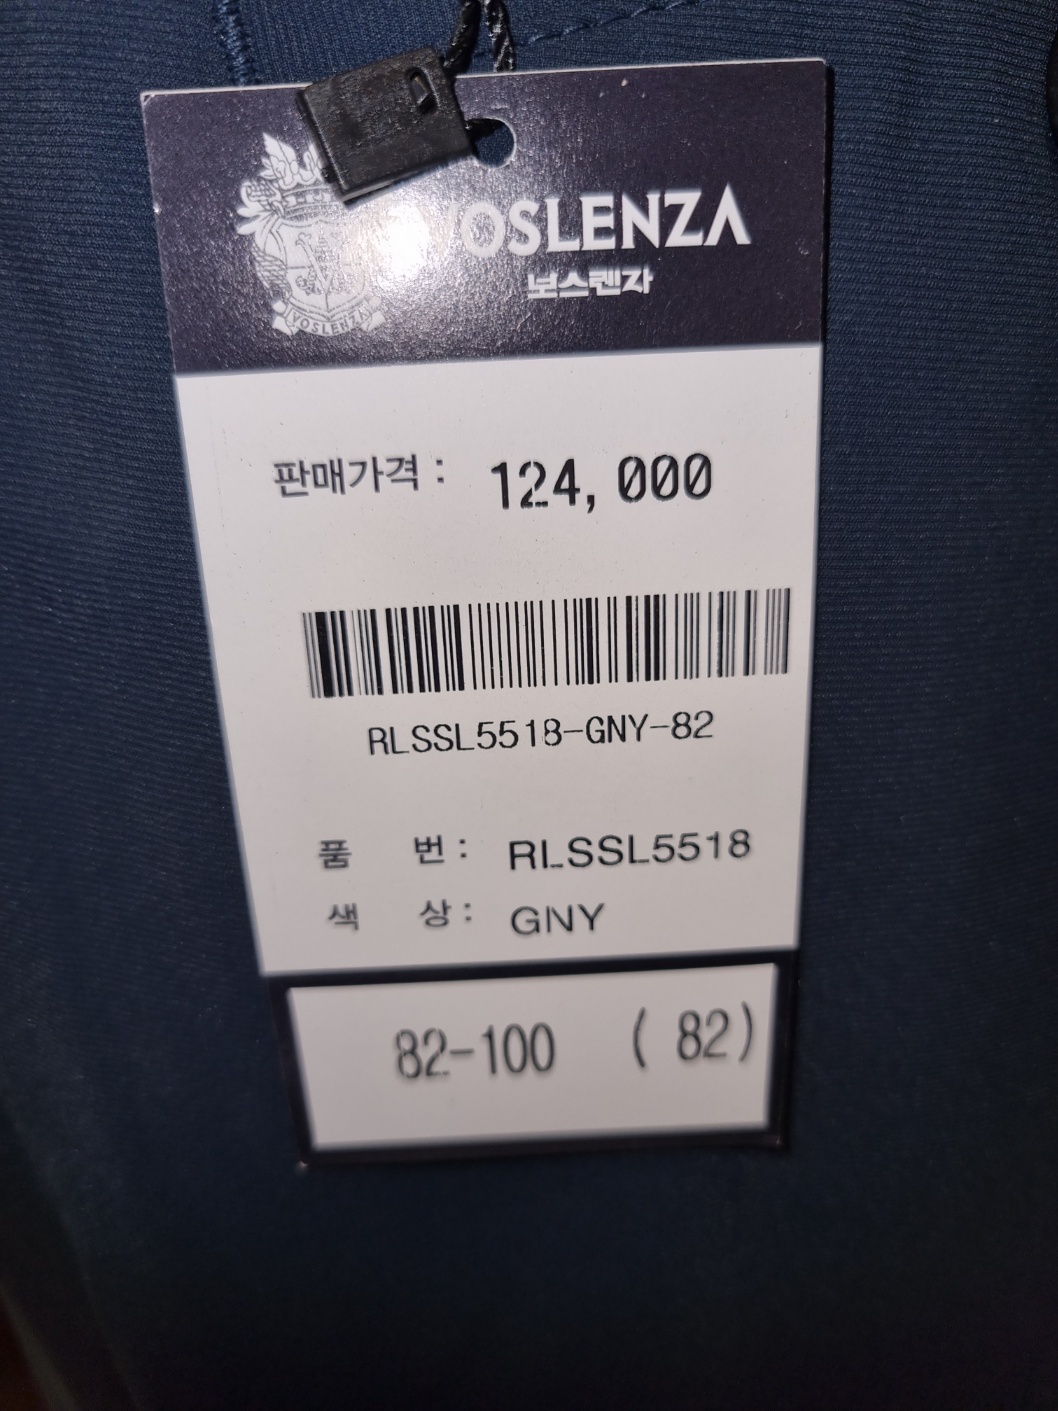 VOSLENZA
보스렌자
VOSLENZA
판매가격 : 124,000
RLSSL5518-GNY-82
품 번 : RLSSL5518
색 상 : GNY
82-100 ( 82)